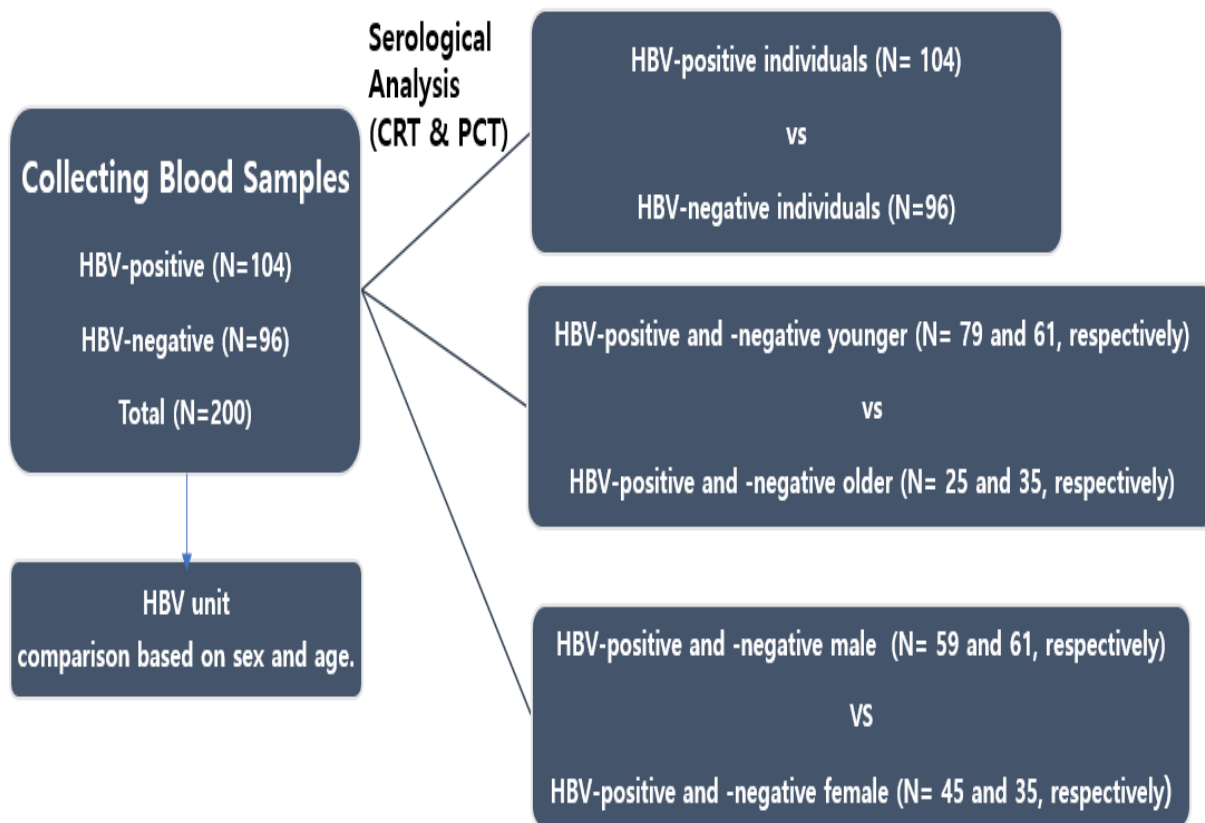 Collecting Blood Samples
HBV-positive (N=104)
HBV-negative (N=96)
Total (N=200)
HBV unit
comparison based on sex and age.
Serological
Analysis
(CRT & PCT)
HBV-positive individuals (N= 104)
vs
HBV-negative individuals (N=96)
HBV-positive and -negative younger (N= 79 and 61, respectively)
vs
HBV-positive and -negative older (N= 25 and 35, respectively)
HBV-positive and -negative male (N= 59 and 61, respectively)
VS
HBV-positive and -negative female (N= 45 and 35, respectively)